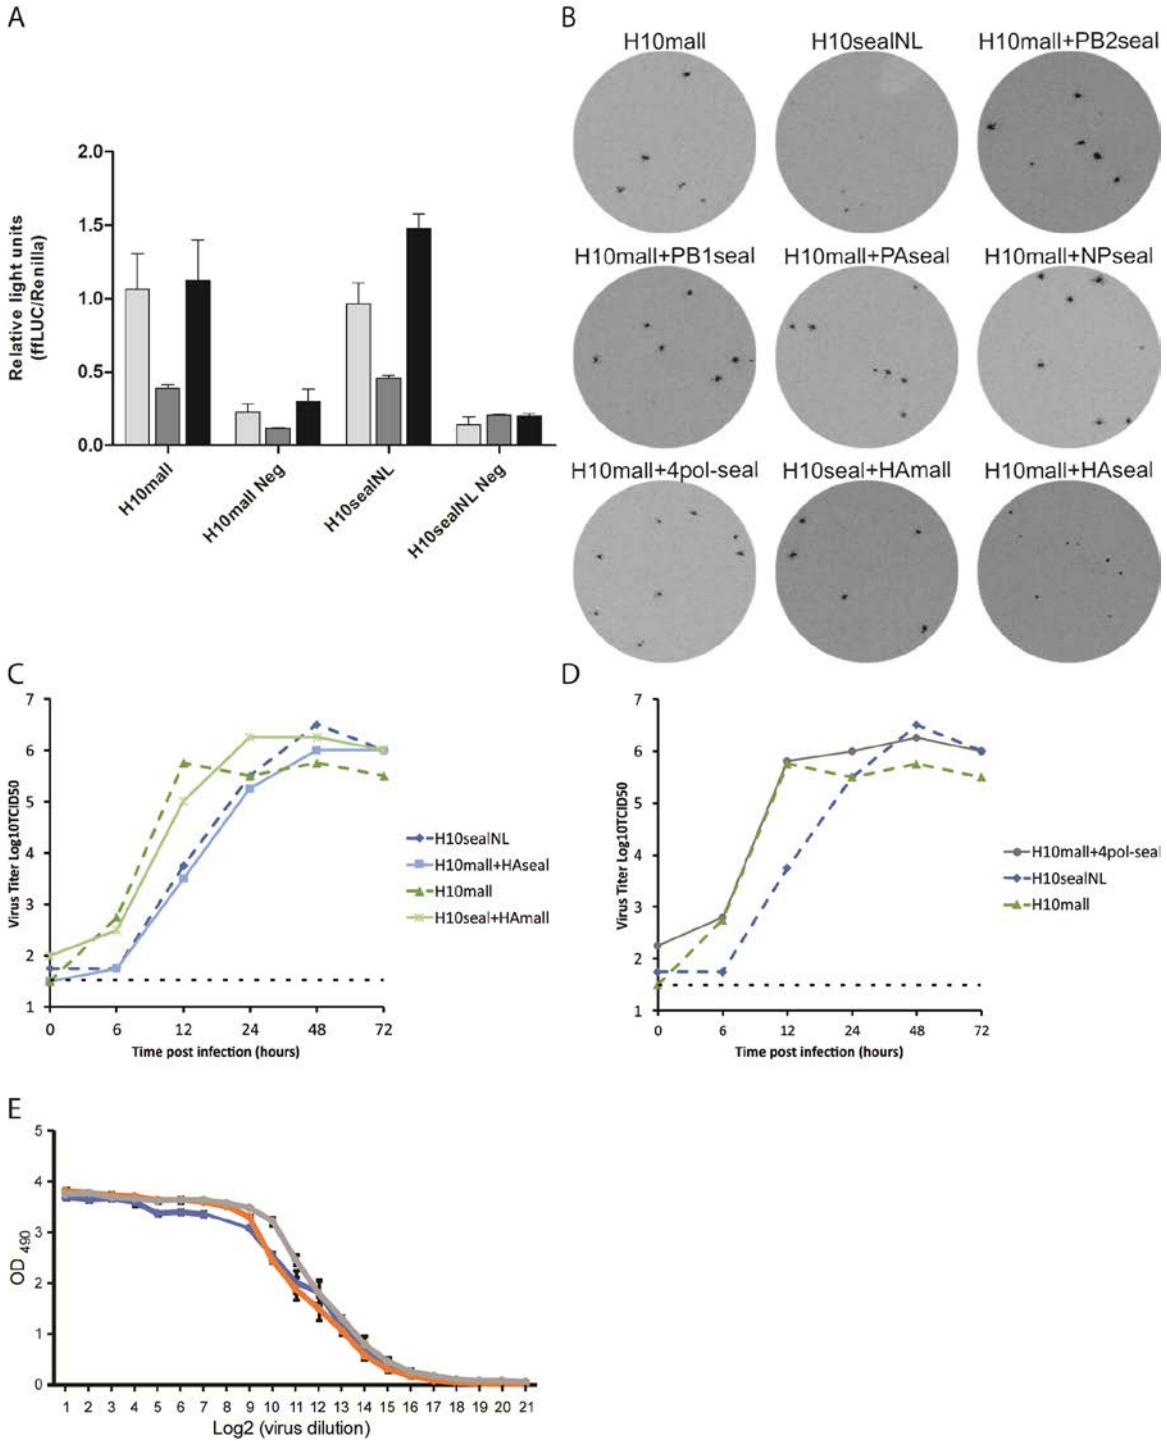 A
Relative light units
(ffLUC/Renilla)
2.0
1.5
1.0
0.5
0.0
H10mall
H10mall Neg
H10sealNL
H10sealNL Neg
B
H10mall
H10sealNL
H10mall+PB2seal
H10mall+PB1seal
H10mall+PAseal
H10mall+NPseal
H10mall+4pol-seal
H10seal+HAmall
H10mall+HAseal
C
Virus Titer Log10TCID50
7
6
5
4
3
2
1
0 6 12 24 48 72
Time post infection (hours)
H10sealNL
H10mall+HAseal
H10mall
H10seal+HAmall
D
Virus Titer Log10TCID50
7
6
5
4
3
2
1
0 6 12 24 48 72
Time post infection (hours)
H10mall+4pol-seal
H10sealNL
H10mall
E
OD 490
5
4
3
2
1
0
1 2 3 4 5 6 7 8 9 10 11 12 13 14 15 16 17 18 19 20 21
Log2 (virus dilution)